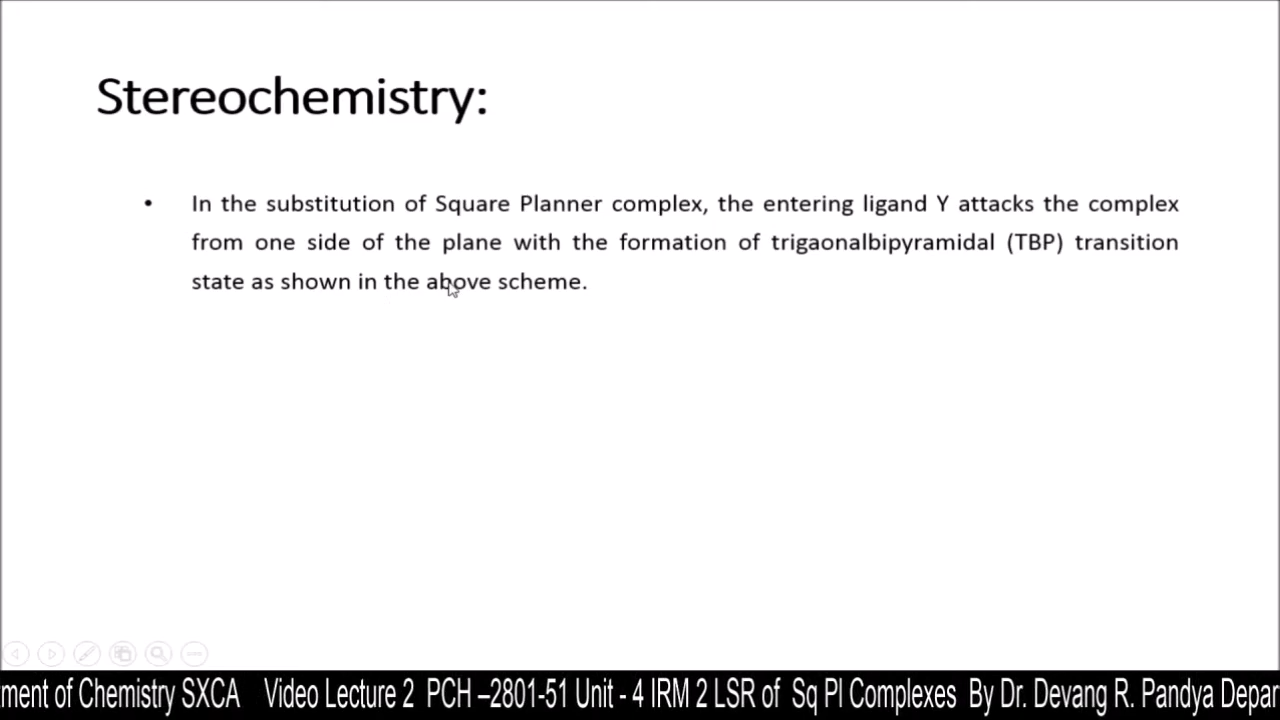 Stereochemistry:
• In the substitution of Square Planner complex, the entering ligand Y attacks the complex
from one side of the plane with the formation of trigaonalbipyramidal (TBP) transition
state as shown in the above scheme.
tment of Chemistry SXCA Video Lecture 2 PCH –2801-51 Unit - 4 IRM 2 LSR of Sq Pl Complexes By Dr. Devang R. Pandya Depar